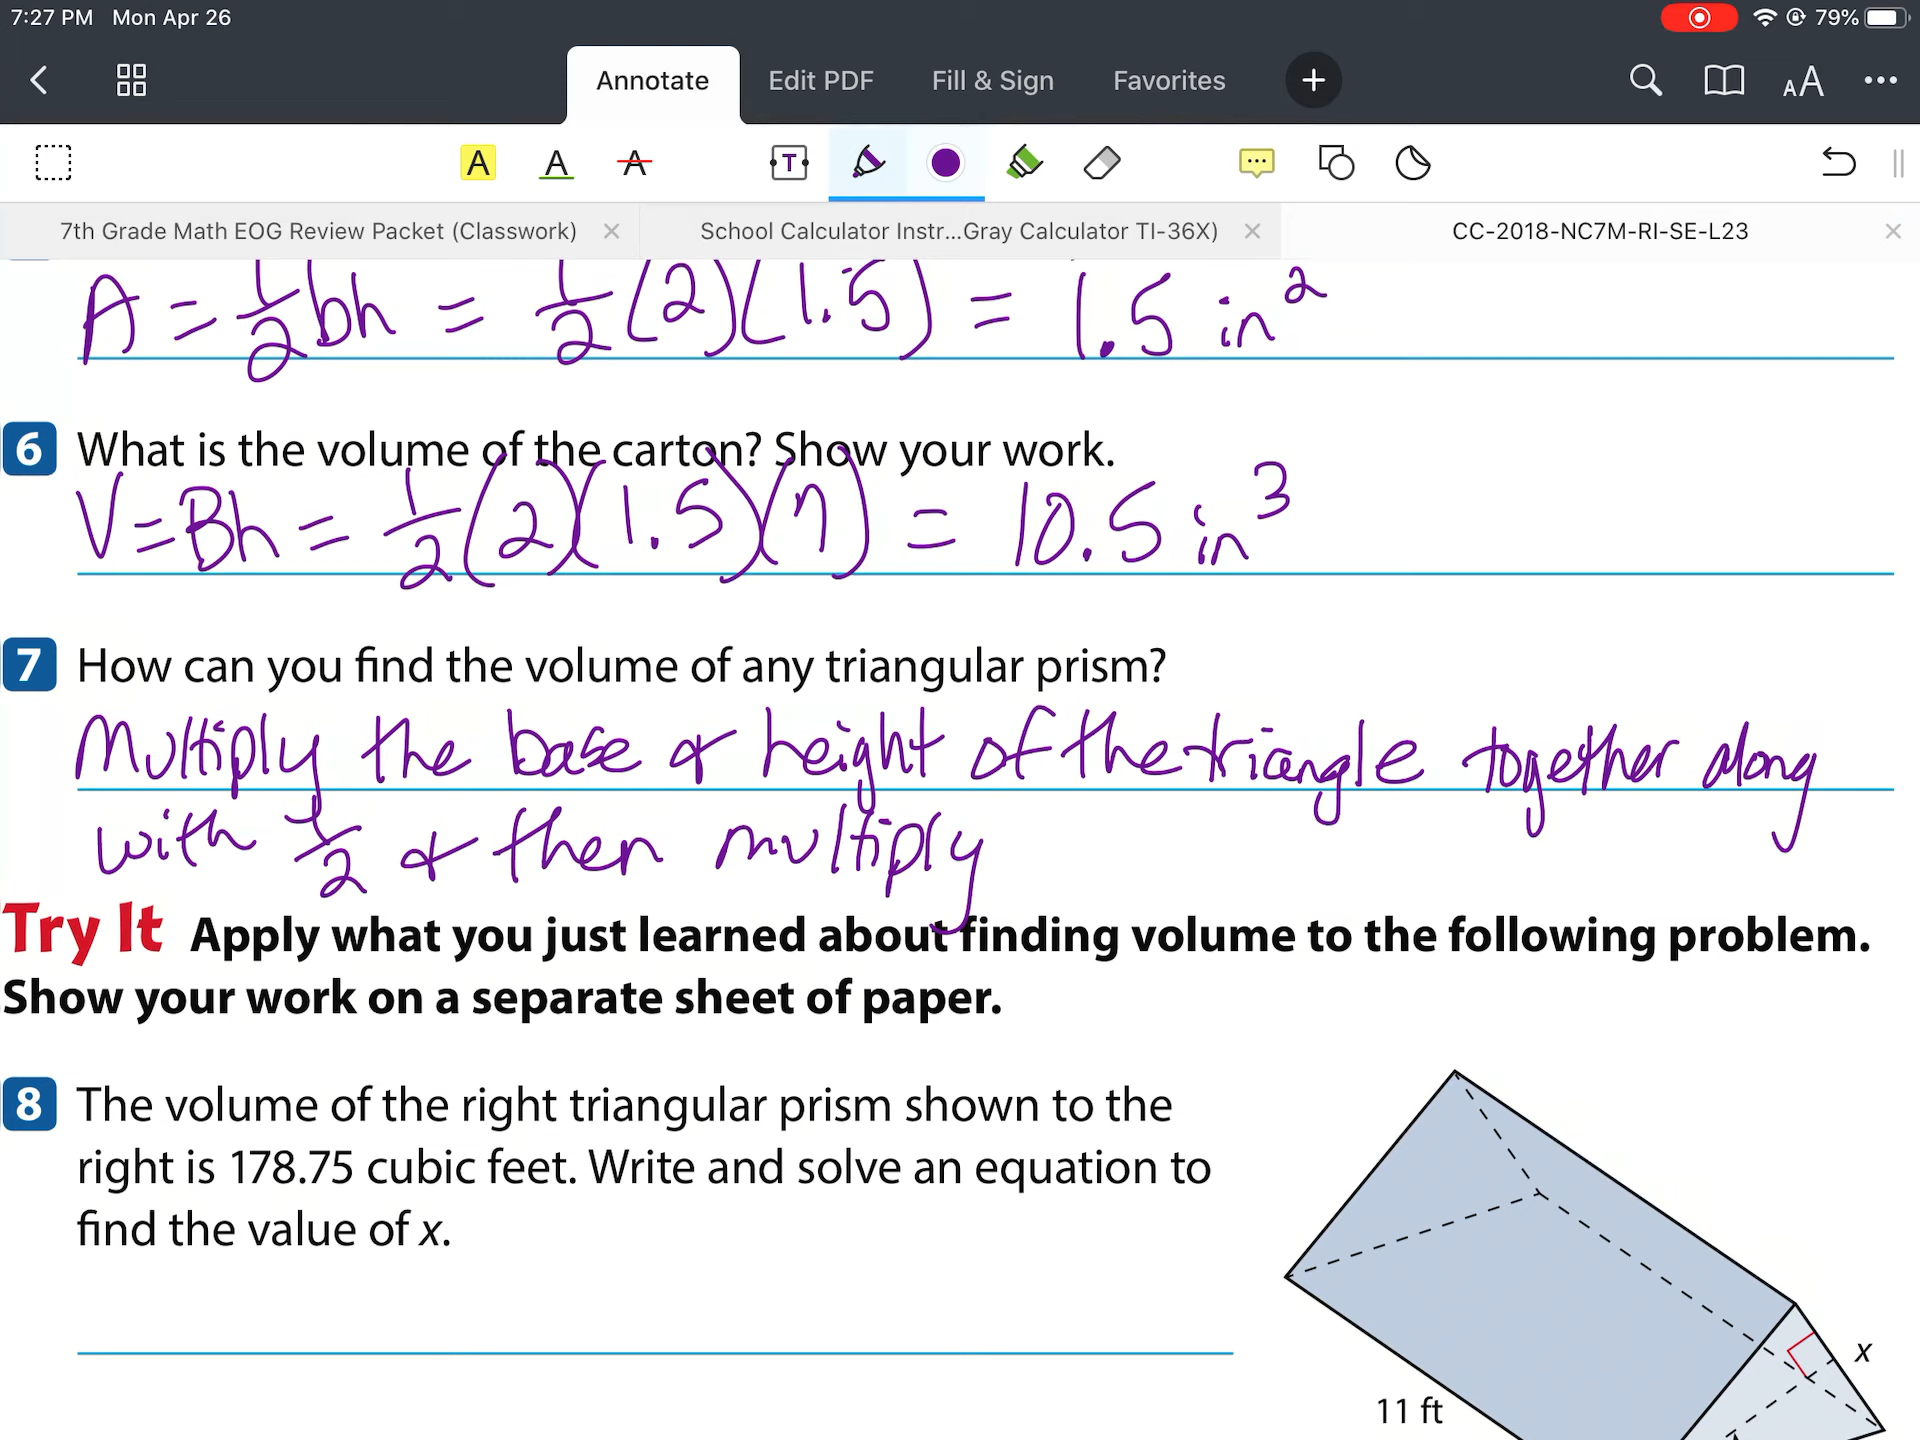 7:27 PM Mon Apr 26
79%
Annotate Edit PDF Fill & Sign Favorites +
A A A T AA
7th Grade Math EOG Review Packet (Classwork) × School Calculator Instr...Gray Calculator TI-36X) × CC-2018-NC7M-RI-SE-L23 ×
A = 1/2 bh = 1/2 (2)(1.5) = 1.5 in²
6 What is the volume of the carton? Show your work.
V = Bh = 1/2 (2)(1.5)(7) = 10.5 in³
7 How can you find the volume of any triangular prism?
Multiply the base & height of the triangle together along
with 1/2 & then multiply
Try It Apply what you just learned about finding volume to the following problem.
Show your work on a separate sheet of paper.
8 The volume of the right triangular prism shown to the
right is 178.75 cubic feet. Write and solve an equation to
find the value of x.
x
11 ft